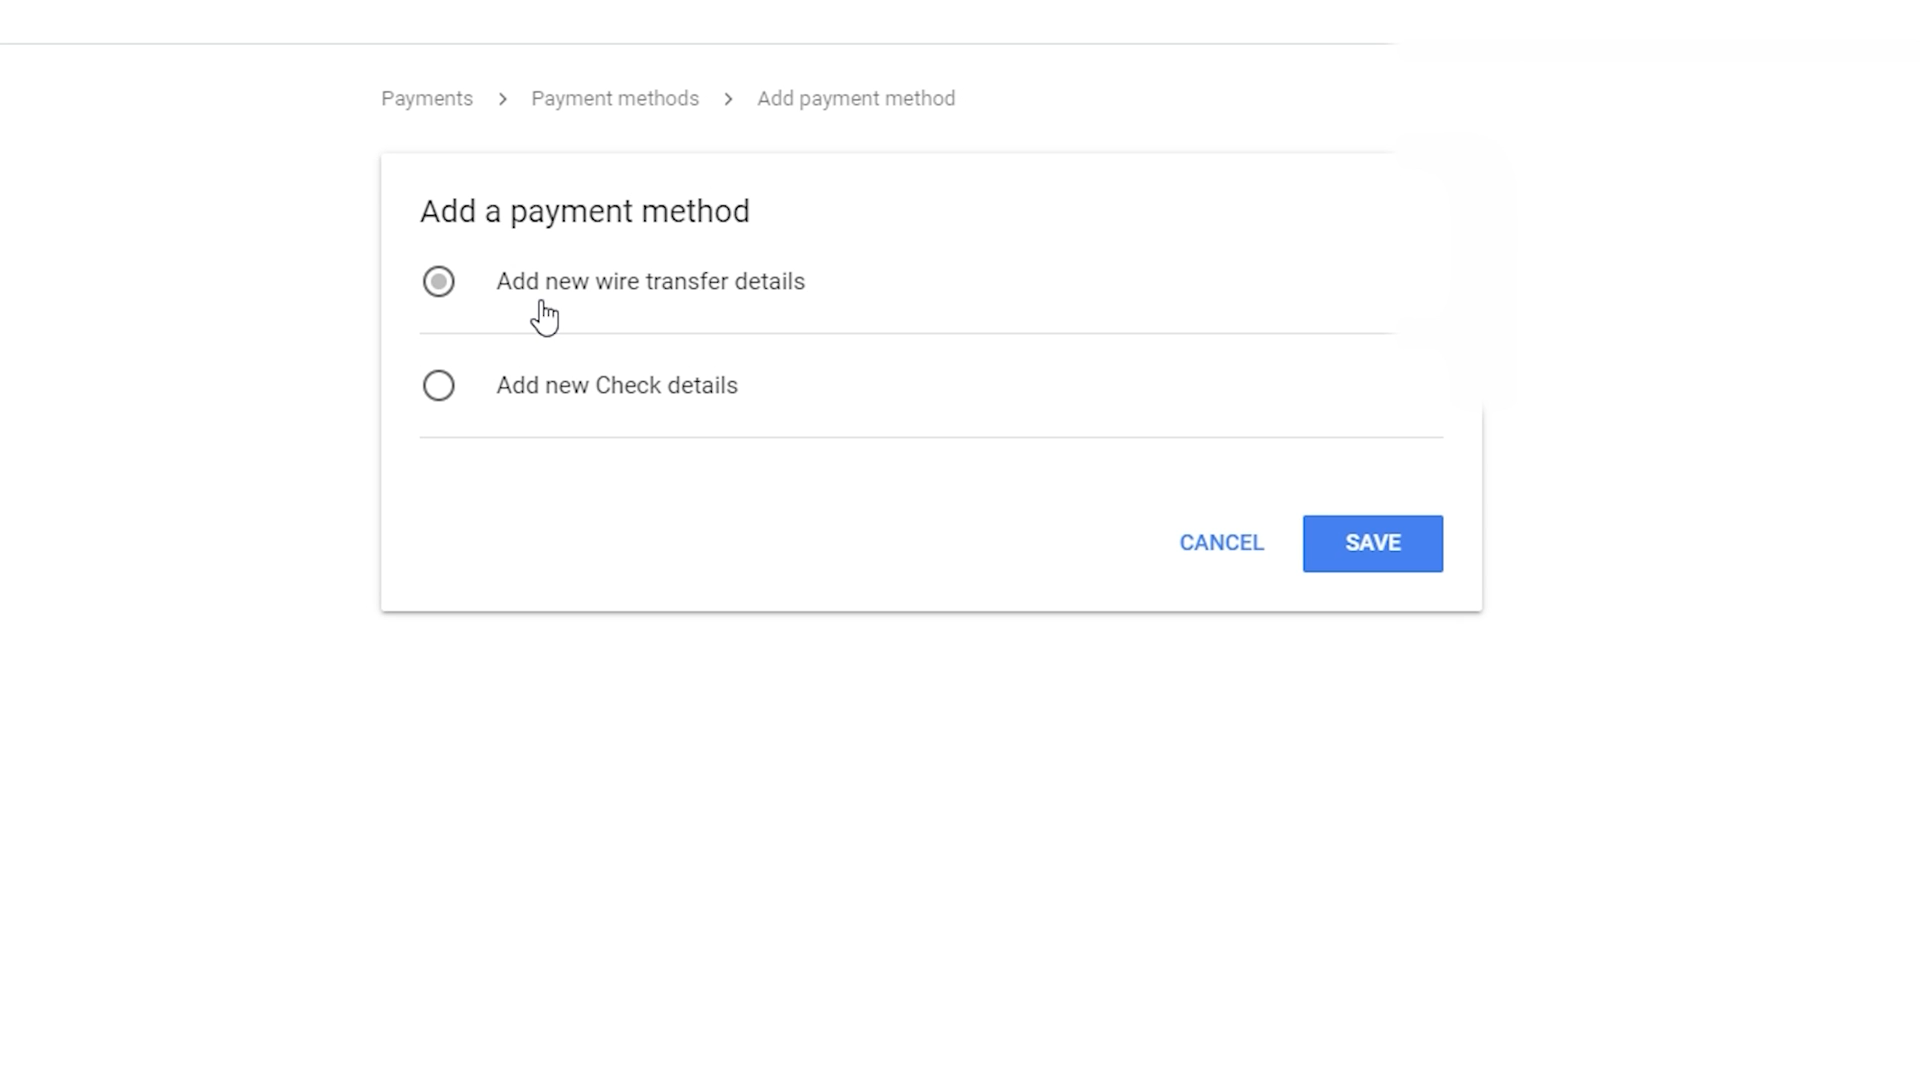 Payments > Payment methods > Add payment method
Add a payment method
Add new wire transfer details
Add new Check details
CANCEL SAVE